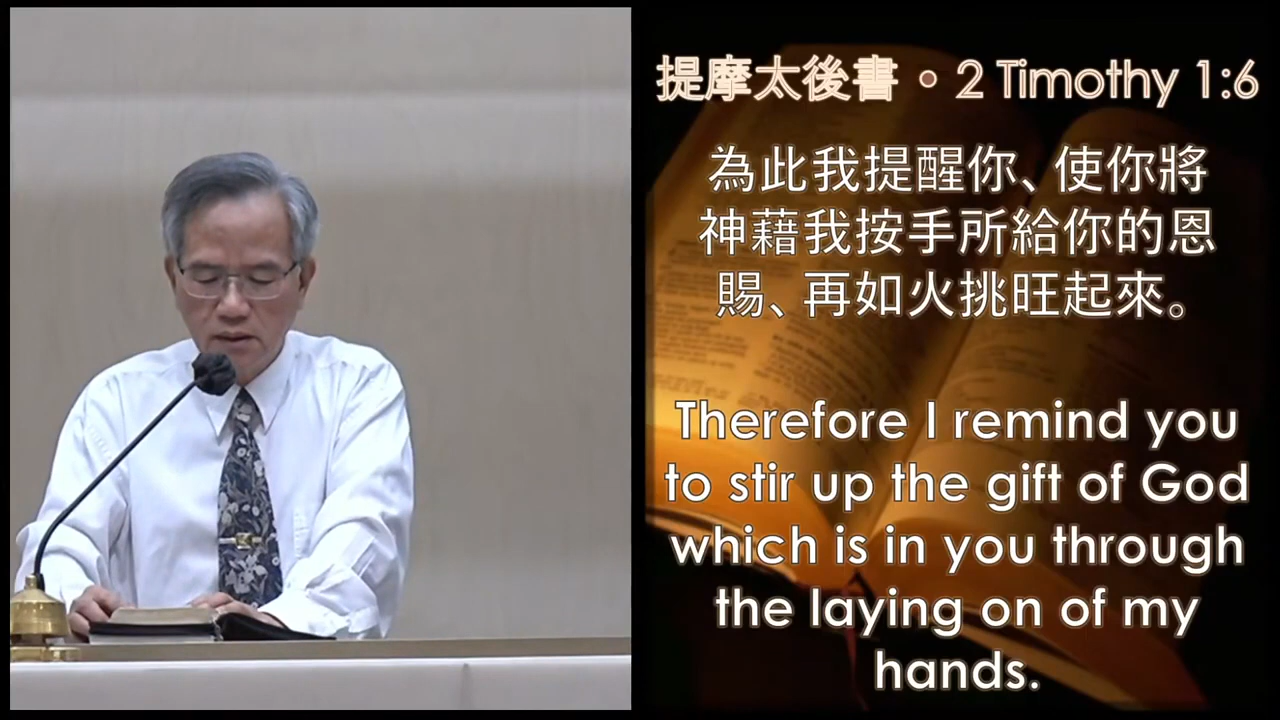 提摩太後書•2 Timothy 1:6
為此我提醒你、使你將
神藉我按手所給你的恩
賜、再如火挑旺起來。
Therefore I remind you
to stir up the gift of God
which is in you through
the laying on of my
hands.